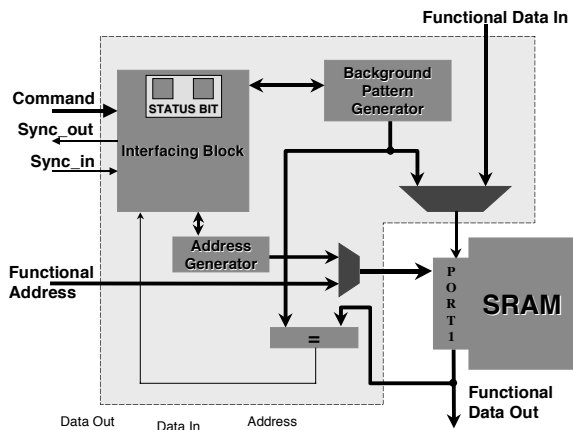 Functional Data In
Background
Pattern
Generator
STATUS BIT
Command
Sync_out
Interfacing Block
Sync_in
Address
Generator
Functional
Address
PORT1
SRAM
=
Functional
Data Out
Data Out
Data In
Address